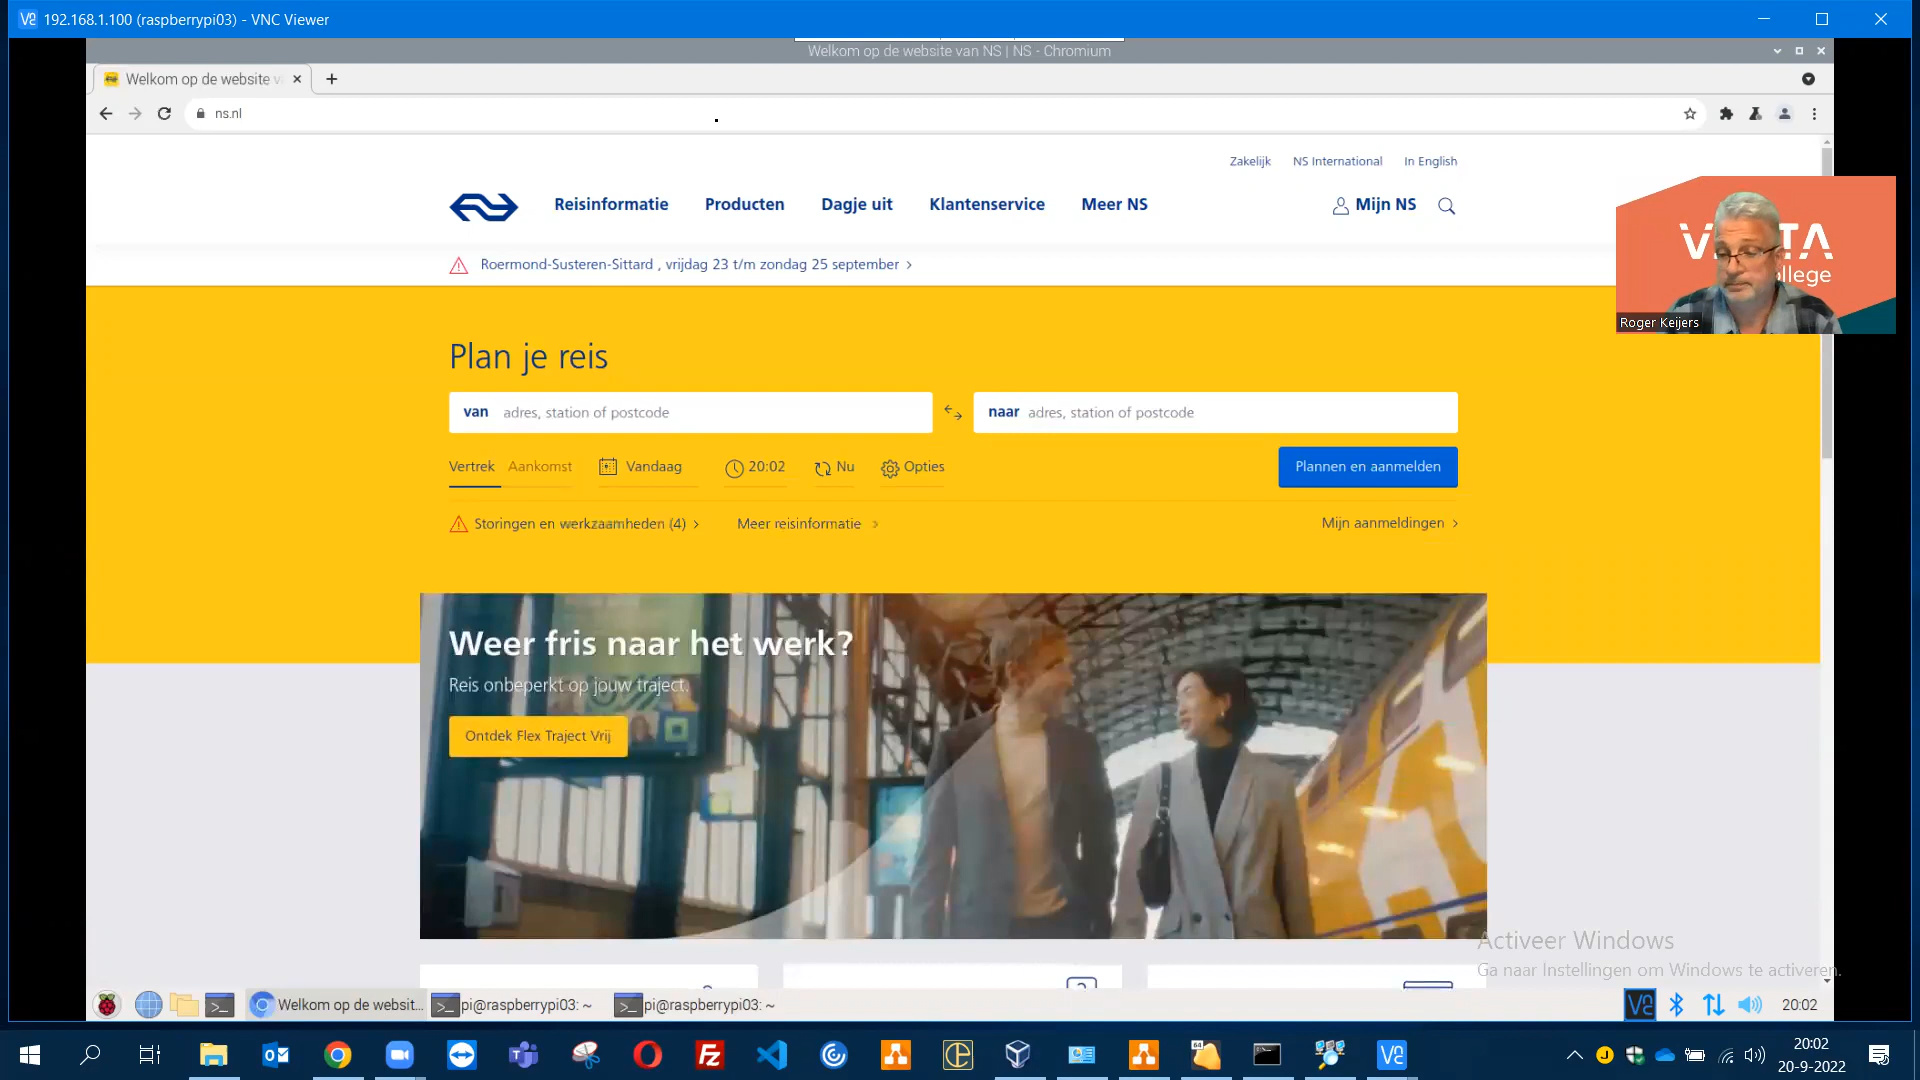 192.168.1.100 (raspberrypi03) - VNC Viewer
Welkom op de website van NS | NS - Chromium
Welkom op de website v
ns.nl
Zakelijk NS International In English
Reisinformatie Producten Dagje uit Klantenservice Meer NS Mijn NS
Roermond-Susteren-Sittard , vrijdag 23 t/m zondag 25 september
Roger Keijers
Plan je reis
van adres, station of postcode naar adres, station of postcode
Vertrek Aankomst Vandaag 20:02 Nu Opties Plannen en aanmelden
Storingen en werkzaamheden (4) Meer reisinformatie Mijn aanmeldingen
Weer fris naar het werk?
Reis onbeperkt op jouw traject.
Ontdek Flex Traject Vrij
Activeer Windows
Ga naar Instellingen om Windows te activeren.
Welkom op de websit... pi@raspberrypi03: ~ pi@raspberrypi03: ~ 20:02
20:02
20-9-2022